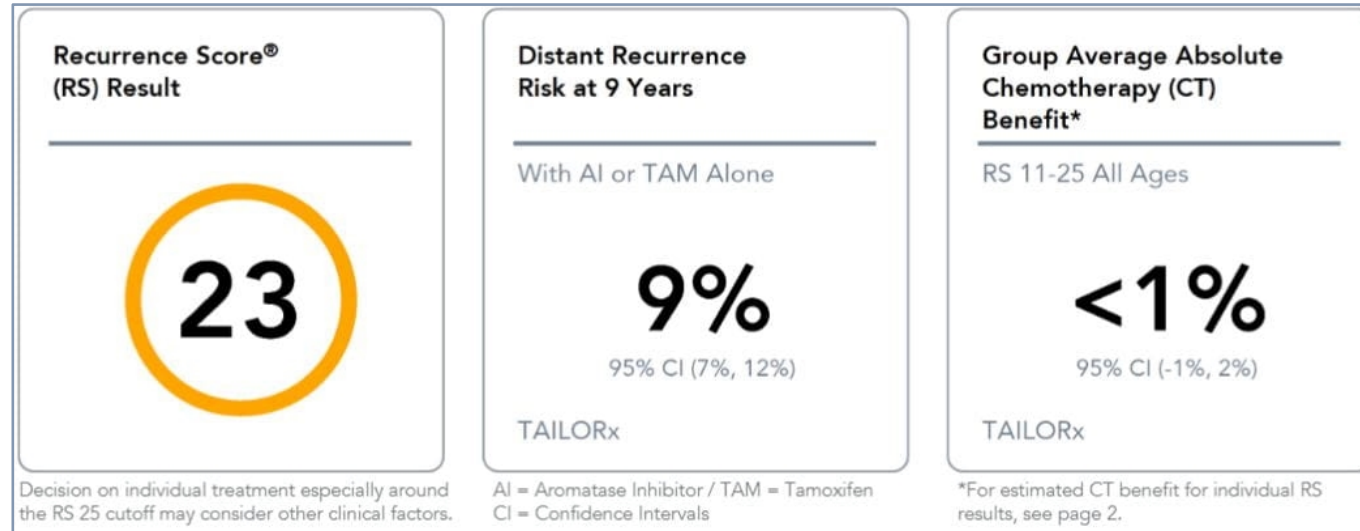 Recurrence Score®
(RS) Result
23
Decision on individual treatment especially around
the RS 25 cutoff may consider other clinical factors.
Distant Recurrence
Risk at 9 Years
With AI or TAM Alone
9%
95% CI (7%, 12%)
TAILORx
AI = Aromatase Inhibitor / TAM = Tamoxifen
CI = Confidence Intervals
Group Average Absolute
Chemotherapy (CT)
Benefit*
RS 11-25 All Ages
<1%
95% CI (-1%, 2%)
TAILORx
*For estimated CT benefit for individual RS
results, see page 2.